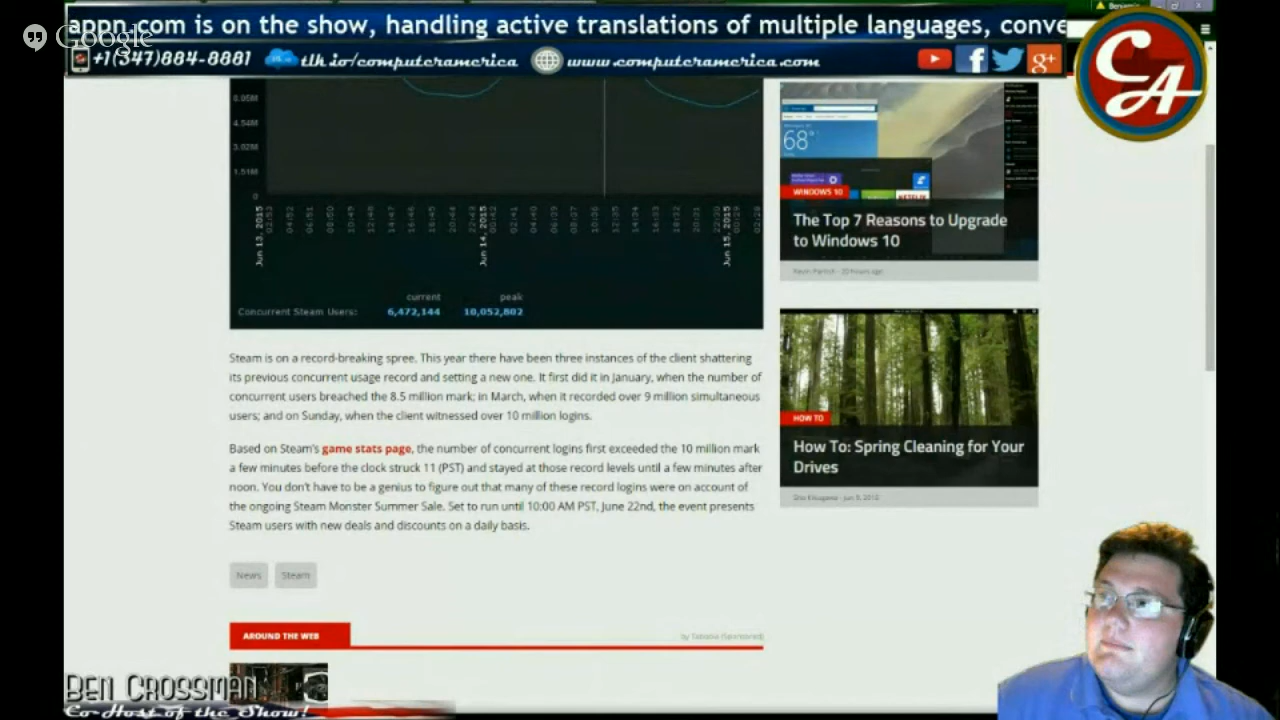 appn.com is on the show, handling active translations of multiple languages, conve
Google
+1(347)884-8881
tlk.io/computeramerica
www.computeramerica.com
g+
CA
4.54M
3.02M
1.51M
0
Jun 13, 2015
Jun 14, 2015
Jun 15, 2015
current
peak
Concurrent Steam Users:
6,472,144
10,052,802
Steam is on a record-breaking spree. This year there have been three instances of the client shattering
its previous concurrent usage record and setting a new one. It first did it in January, when the number of
concurrent users breached the 8.5 million mark; in March, when it recorded over 9 million simultaneous
users; and on Sunday, when the client witnessed over 10 million logins.
Based on Steam's game stats page, the number of concurrent logins first exceeded the 10 million mark
a few minutes before the clock struck 11 (PST) and stayed at those record levels until a few minutes after
noon. You don't have to be a genius to figure out that many of these record logins were on account of
the ongoing Steam Monster Summer Sale. Set to run until 10:00 AM PST, June 22nd, the event presents
Steam users with new deals and discounts on a daily basis.
News
Steam
AROUND THE WEB
by Taboola (Sponsored)
68°
NETFLIX
WINDOWS 10
The Top 7 Reasons to Upgrade
to Windows 10
20 hours ago
HOW TO
How To: Spring Cleaning for Your
Drives
Ben Crossman
Co-Host of the Show!